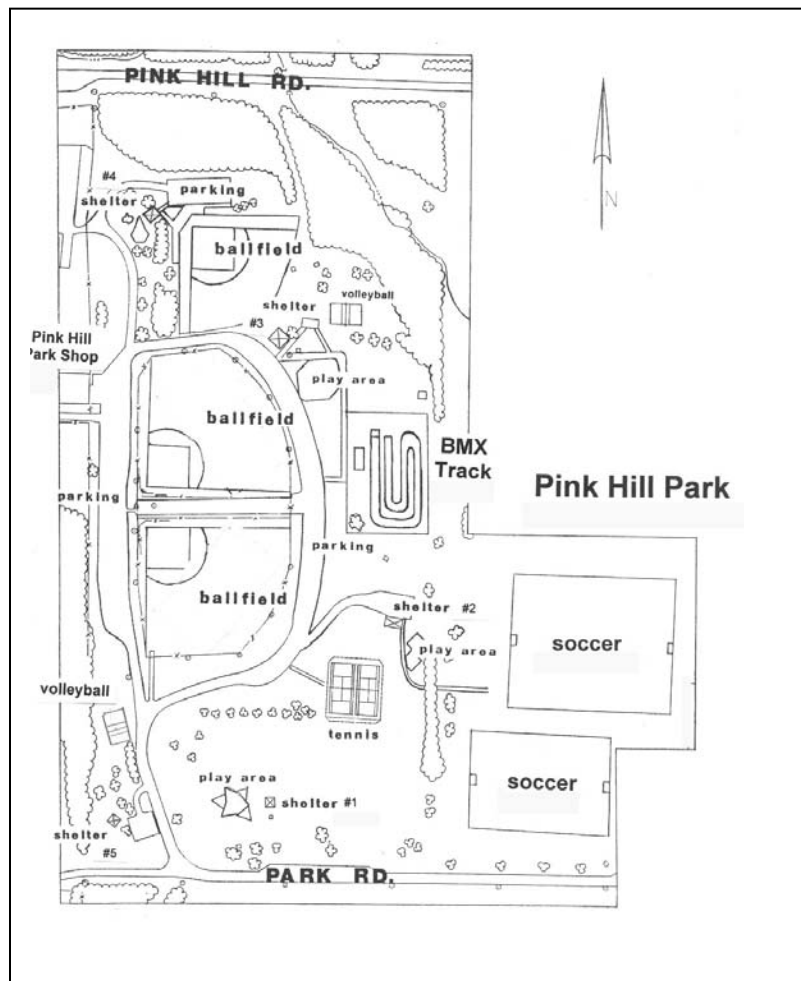 PINK HILL RD.
N
#4
parking
shelter
ballfield
shelter
volleyball
#3
Pink Hill
Park Shop
play area
ballfield
BMX
Track
Pink Hill Park
parking
parking
ballfield
shelter #2
play area
soccer
volleyball
tennis
play area
soccer
shelter #1
shelter
#5
PARK RD.